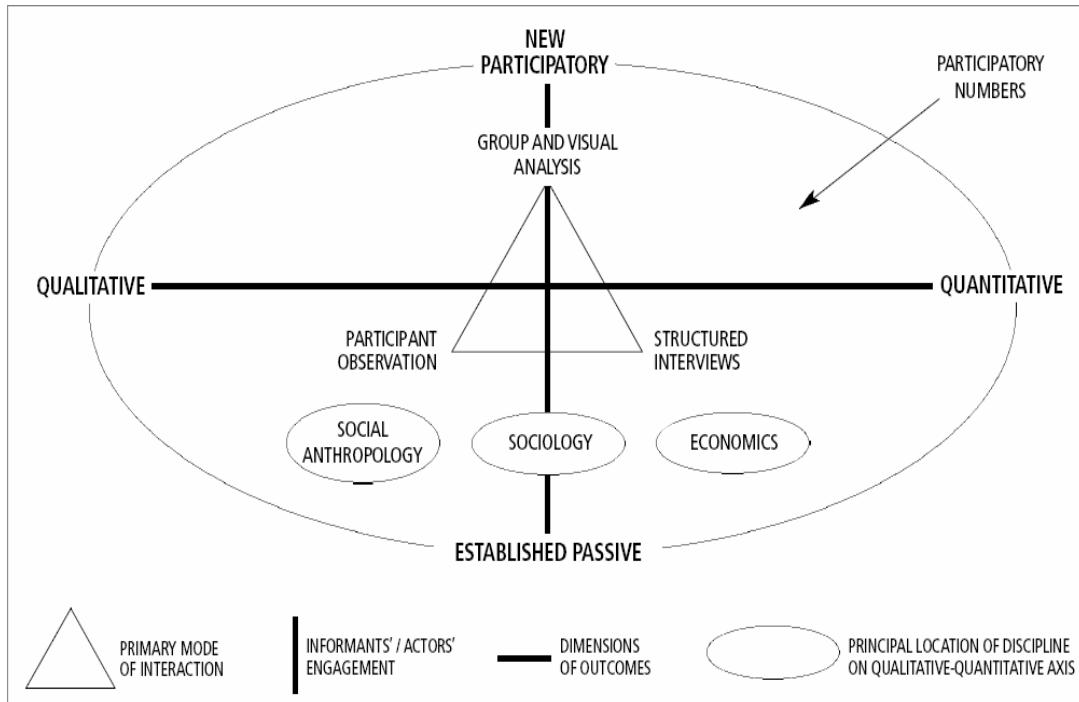 NEW
PARTICIPATORY
PARTICIPATORY
NUMBERS
GROUP AND VISUAL
ANALYSIS
QUALITATIVE
QUANTITATIVE
PARTICIPANT
OBSERVATION
STRUCTURED
INTERVIEWS
SOCIAL
ANTHROPOLOGY
SOCIOLOGY
ECONOMICS
ESTABLISHED PASSIVE
PRIMARY MODE
OF INTERACTION
INFORMANTS' / ACTORS'
ENGAGEMENT
DIMENSIONS
OF OUTCOMES
PRINCIPAL LOCATION OF DISCIPLINE
ON QUALITATIVE-QUANTITATIVE AXIS